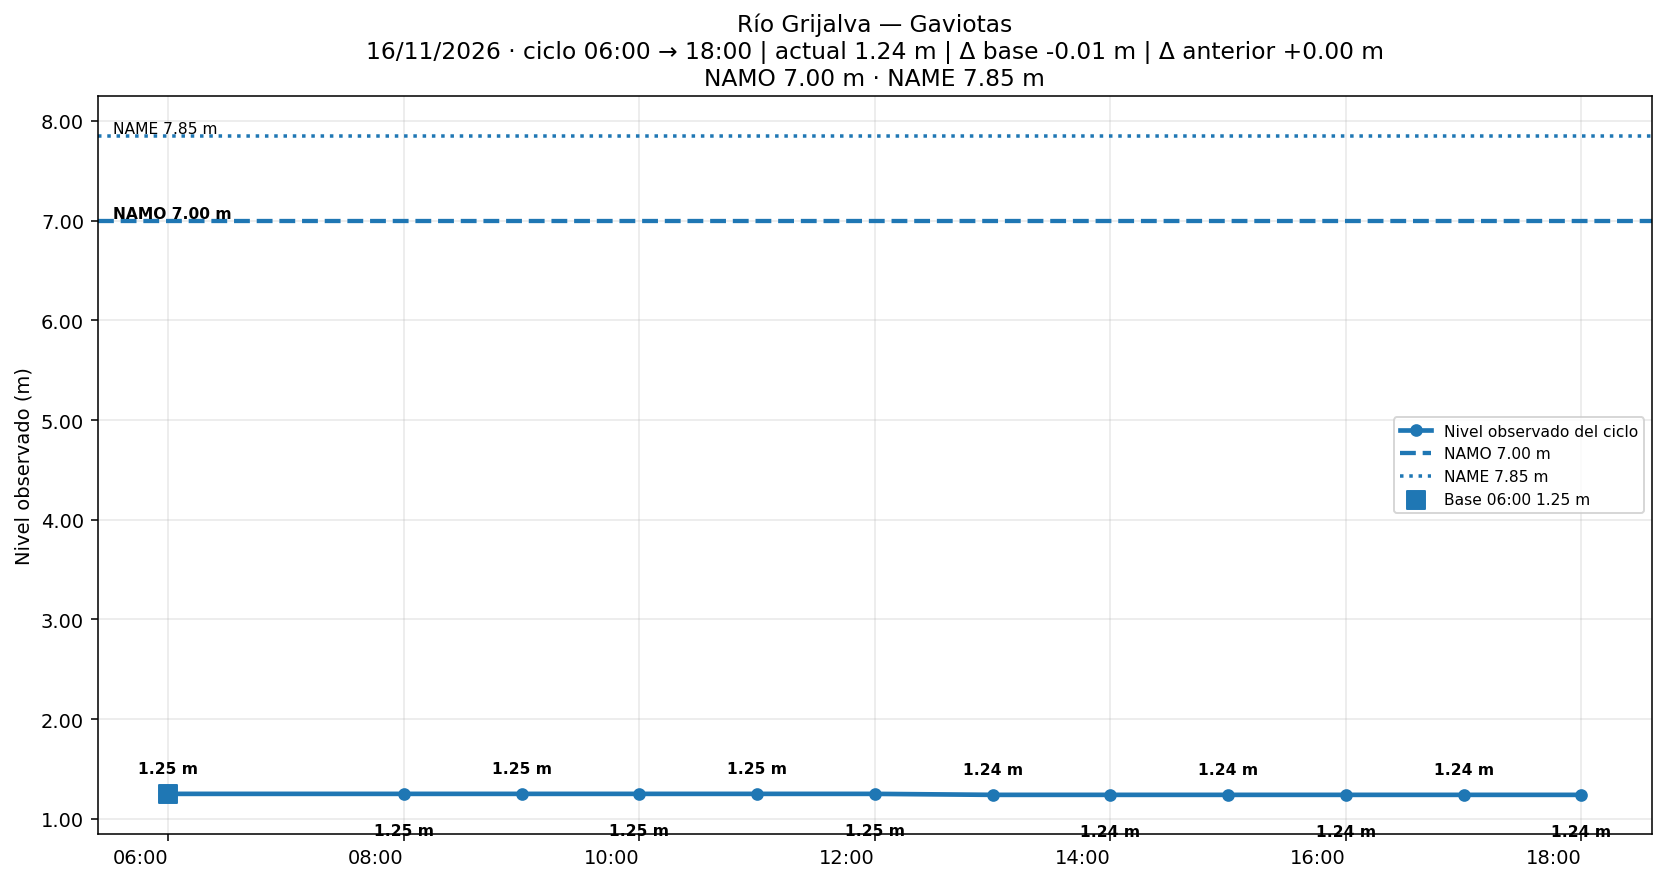 Río Grijalva — Gaviotas
16/11/2026 · ciclo 06:00 → 18:00 | actual 1.24 m | Δ base -0.01 m | Δ anterior +0.00 m
NAMO 7.00 m · NAME 7.85 m
Nivel observado (m)
8.00
7.00
6.00
5.00
4.00
3.00
2.00
1.00
NAME 7.85 m
NAMO 7.00 m
Nivel observado del ciclo
NAMO 7.00 m
NAME 7.85 m
Base 06:00 1.25 m
1.25 m
1.25 m
1.25 m
1.24 m
1.24 m
1.24 m
1.25 m
1.25 m
1.25 m
1.24 m
1.24 m
1.24 m
06:00
08:00
10:00
12:00
14:00
16:00
18:00